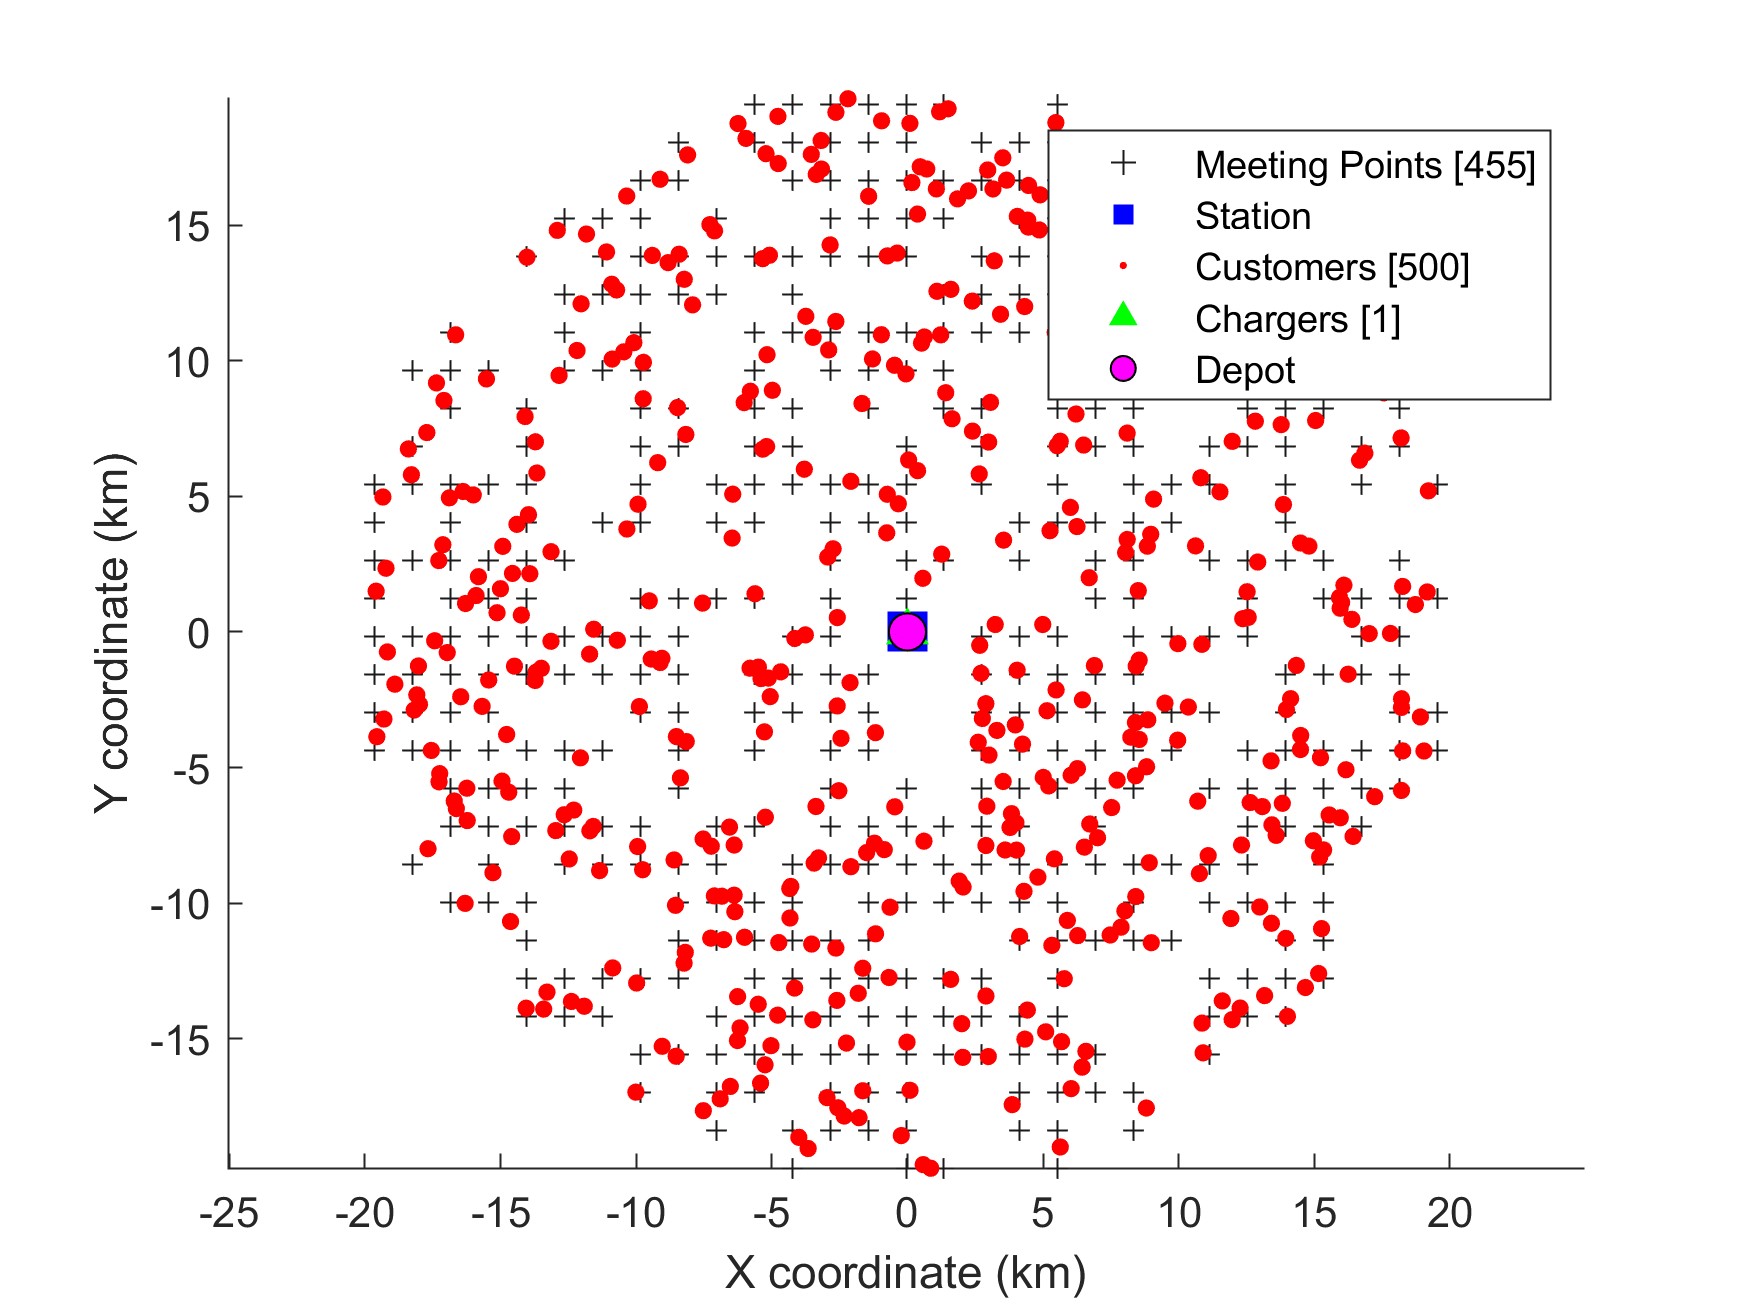 Meeting Points [455]
Station
Customers [500]
Chargers [1]
Depot
15
10
5
0
-5
-10
-15
Y coordinate (km)
-25 -20 -15 -10 -5 0 5 10 15 20
X coordinate (km)